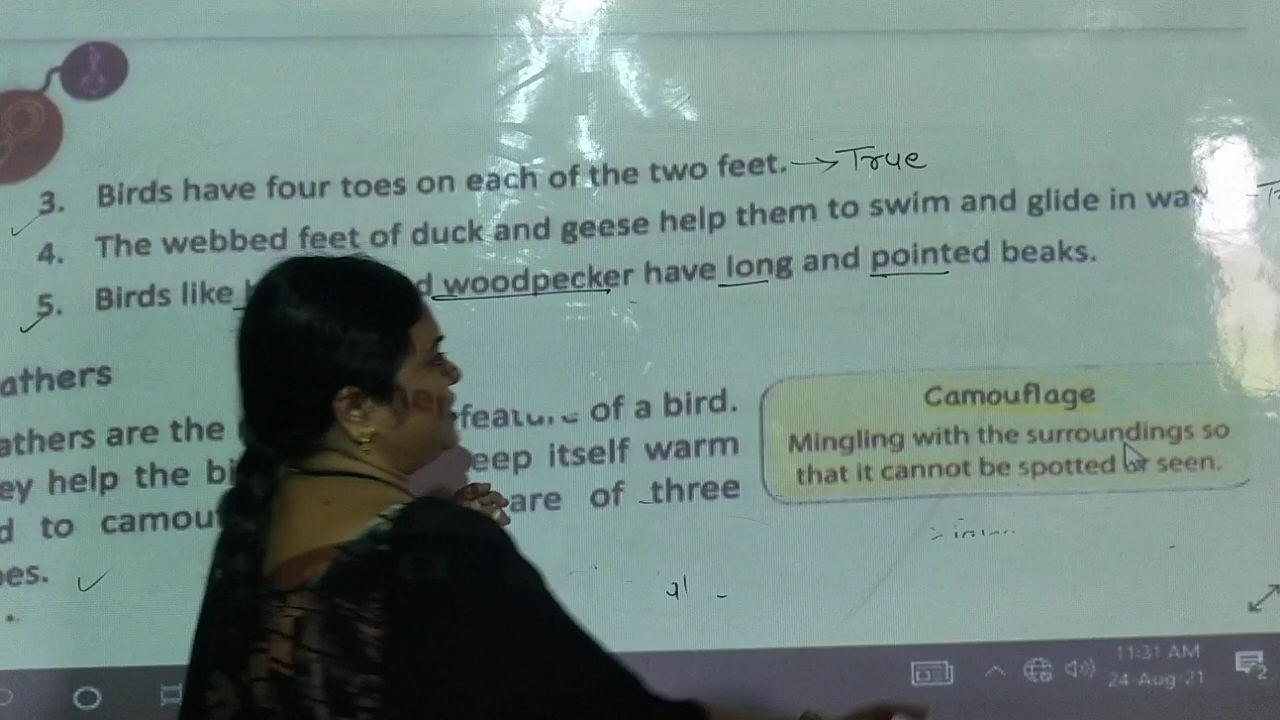 3. Birds have four toes on each of the two feet. → True
4. The webbed feet of duck and geese help them to swim and glide in
5. Birds like woodpecker have long and pointed beaks.
athers
athers are the feature of a bird.
ey help the eep itself warm
d to are of three
es.
Camouflage
Mingling with the surroundings so
that it cannot be spotted or seen.
11:31 AM
24-Aug-21
2